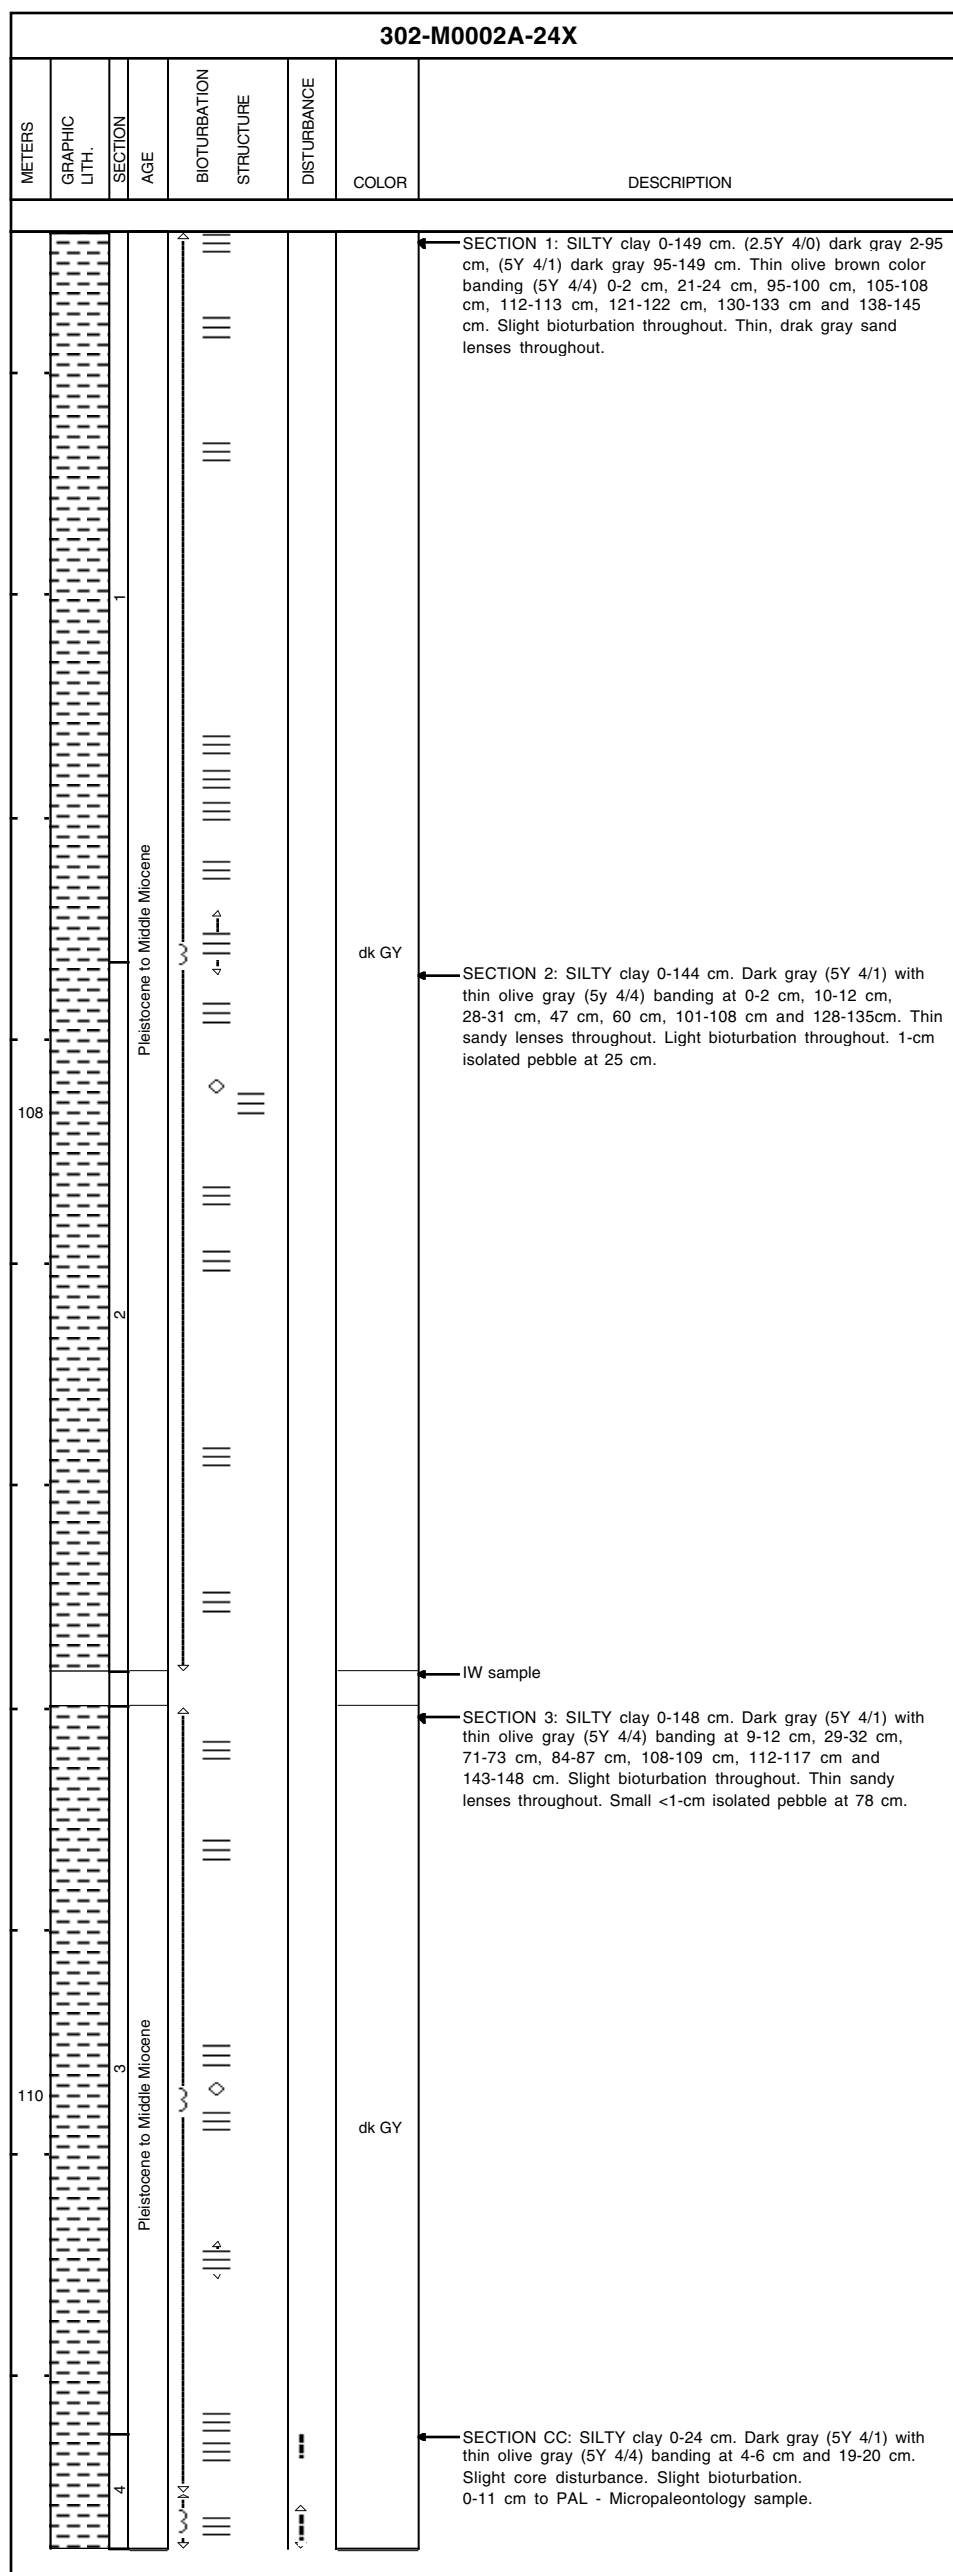 302-M0002A-24X
METERS
GRAPHIC
LITH.
SECTION
AGE
BIOTURBATION
STRUCTURE
DISTURBANCE
COLOR
DESCRIPTION
SECTION 1: SILTY clay 0-149 cm. (2.5Y 4/0) dark gray 2-95
cm, (5Y 4/1) dark gray 95-149 cm. Thin olive brown color
banding (5Y 4/4) 0-2 cm, 21-24 cm, 95-100 cm, 105-108
cm, 112-113 cm, 121-122 cm, 130-133 cm and 138-145
cm. Slight bioturbation throughout. Thin, drak gray sand
lenses throughout.
1
Pleistocene to Middle Miocene
dk GY
SECTION 2: SILTY clay 0-144 cm. Dark gray (5Y 4/1) with
thin olive gray (5y 4/4) banding at 0-2 cm, 10-12 cm,
28-31 cm, 47 cm, 60 cm, 101-108 cm and 128-135cm. Thin
sandy lenses throughout. Light bioturbation throughout. 1-cm
isolated pebble at 25 cm.
108
2
IW sample
SECTION 3: SILTY clay 0-148 cm. Dark gray (5Y 4/1) with
thin olive gray (5Y 4/4) banding at 9-12 cm, 29-32 cm,
71-73 cm, 84-87 cm, 108-109 cm, 112-117 cm and
143-148 cm. Slight bioturbation throughout. Thin sandy
lenses throughout. Small <1-cm isolated pebble at 78 cm.
110
3
Pleistocene to Middle Miocene
dk GY
SECTION CC: SILTY clay 0-24 cm. Dark gray (5Y 4/1) with
thin olive gray (5Y 4/4) banding at 4-6 cm and 19-20 cm.
Slight core disturbance. Slight bioturbation.
0-11 cm to PAL - Micropaleontology sample.
4